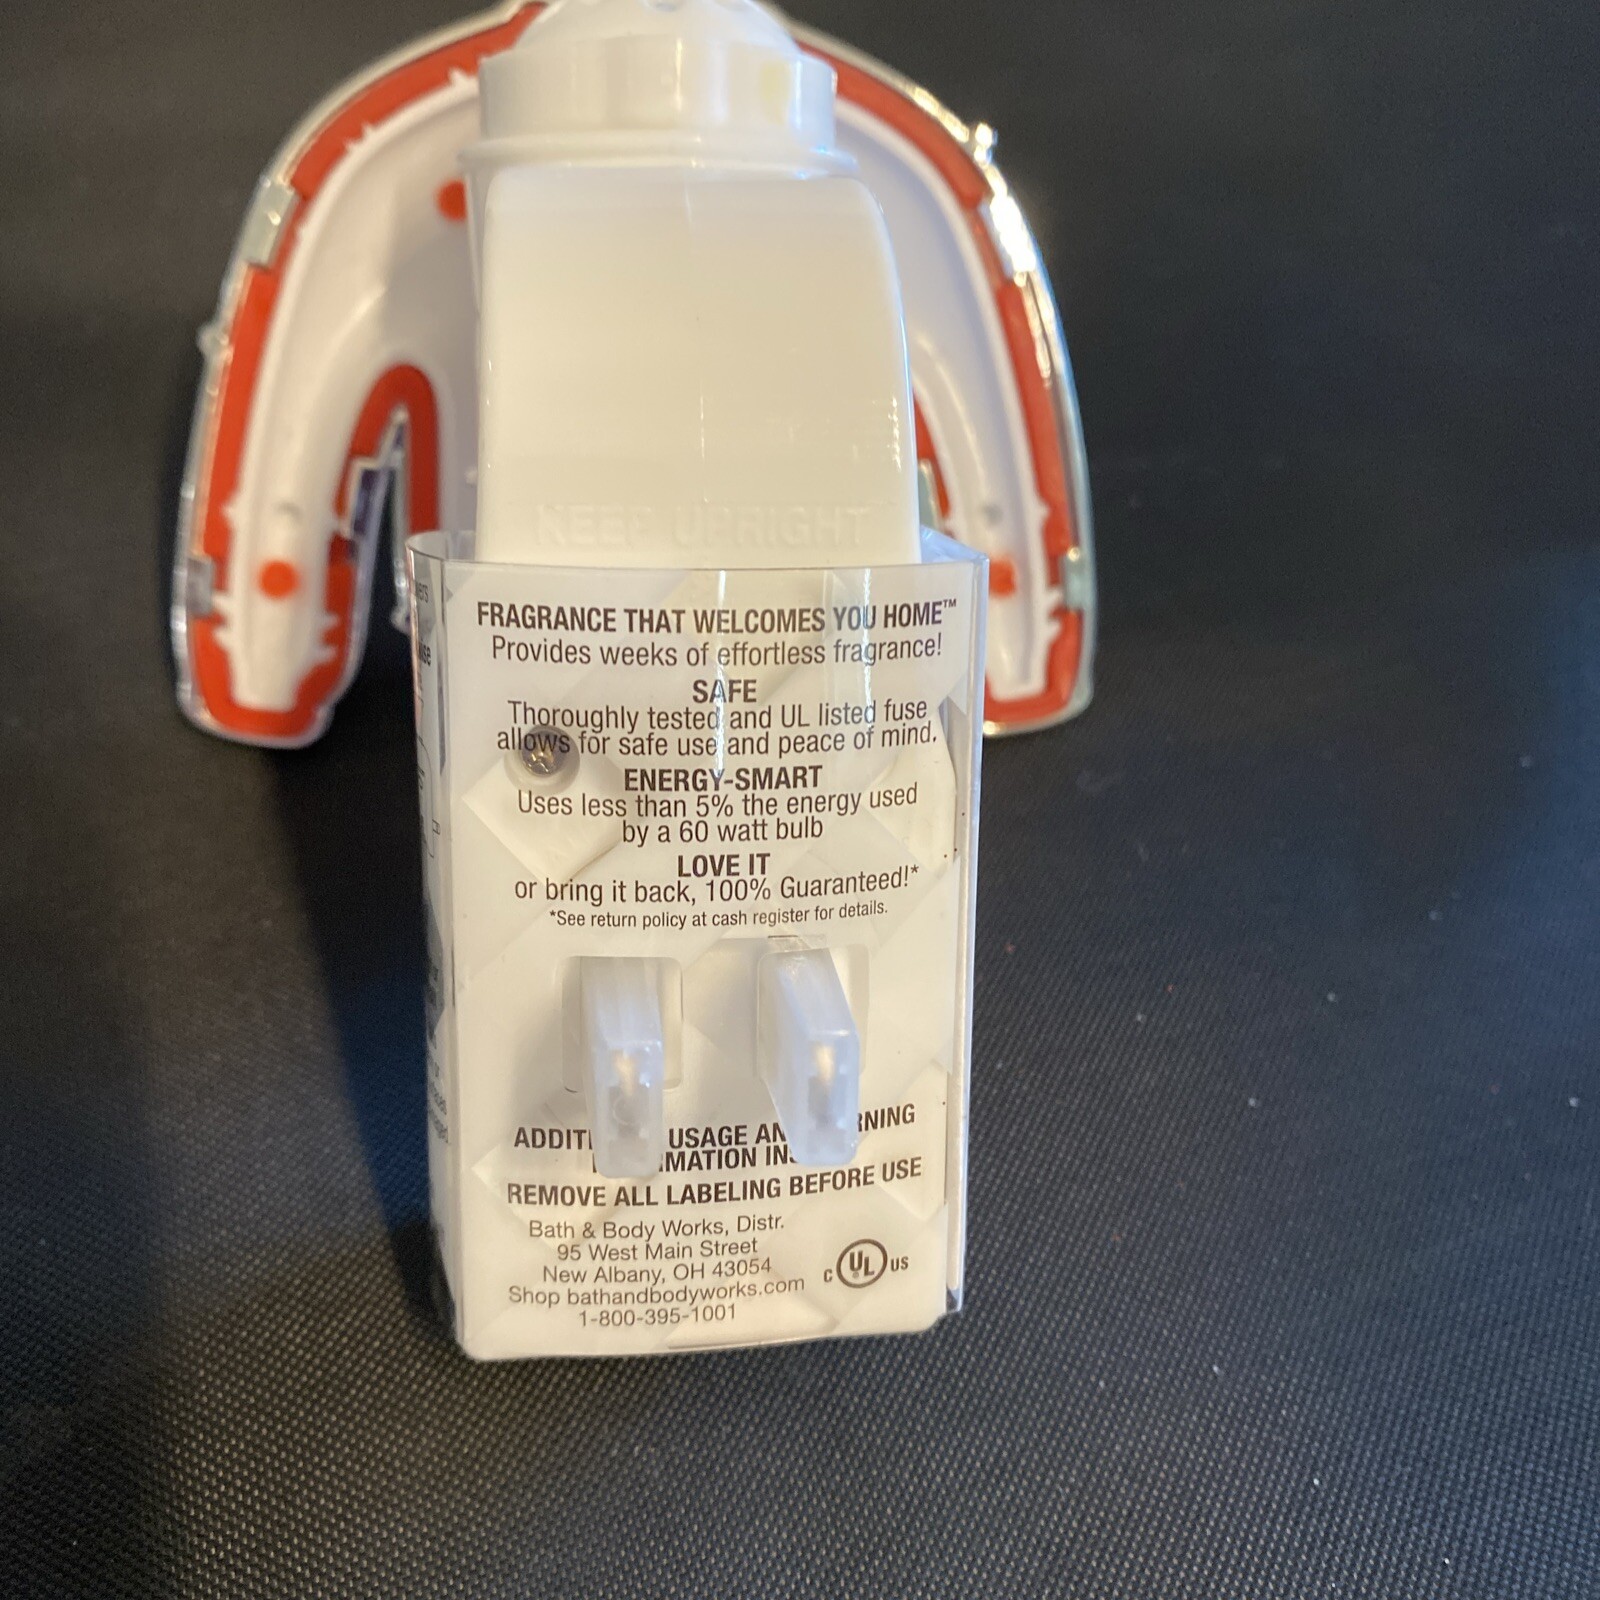 KEEP UPRIGHT
FRAGRANCE THAT WELCOMES YOU HOME™
Provides weeks of effortless fragrance!
SAFE
Thoroughly tested and UL listed fuse
allows for safe use and peace of mind.
ENERGY-SMART
Uses less than 5% the energy used
by a 60 watt bulb
LOVE IT
or bring it back, 100% Guaranteed!*
*See return policy at cash register for details.
USAGE
REMOVE ALL LABELING BEFORE USE
Bath & Body Works, Distr.
95 West Main Street
New Albany, OH 43054
Shop bathandbodyworks.com
1-800-395-1001
C UL US